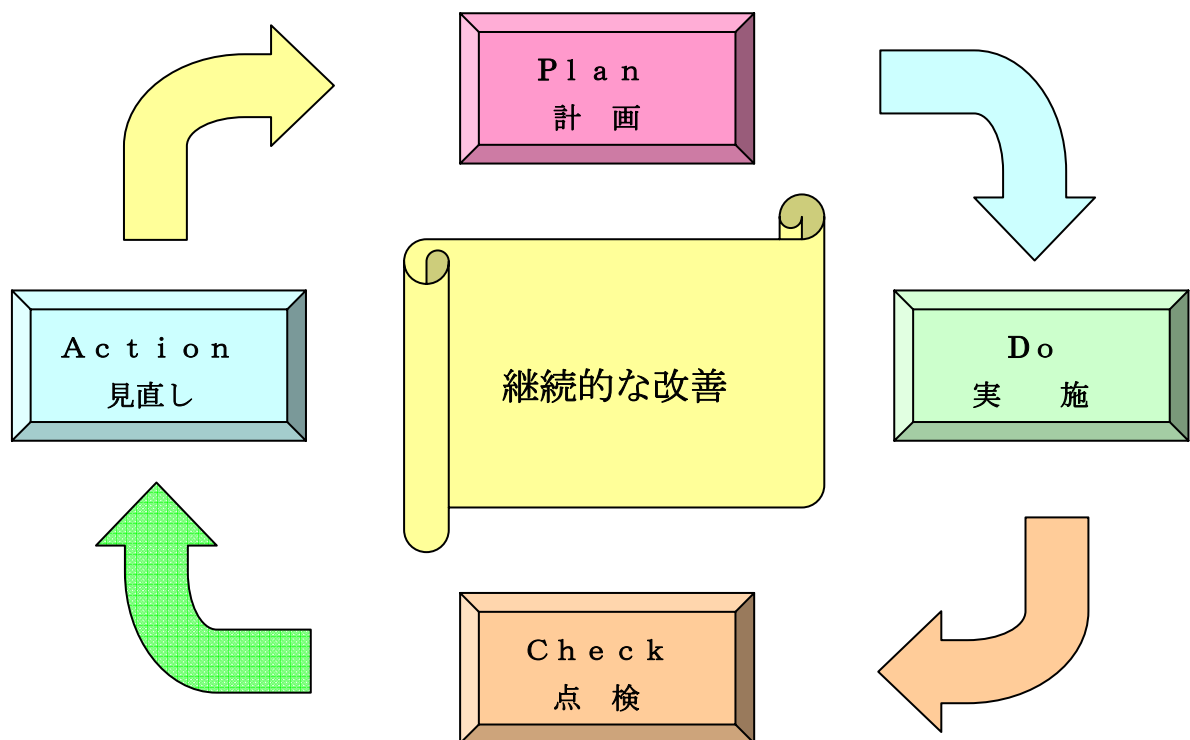 Ｐｌａｎ
計　画
Ａｃｔｉｏｎ
見直し
継続的な改善
Ｄｏ
実　　施
Ｃｈｅｃｋ
点　検